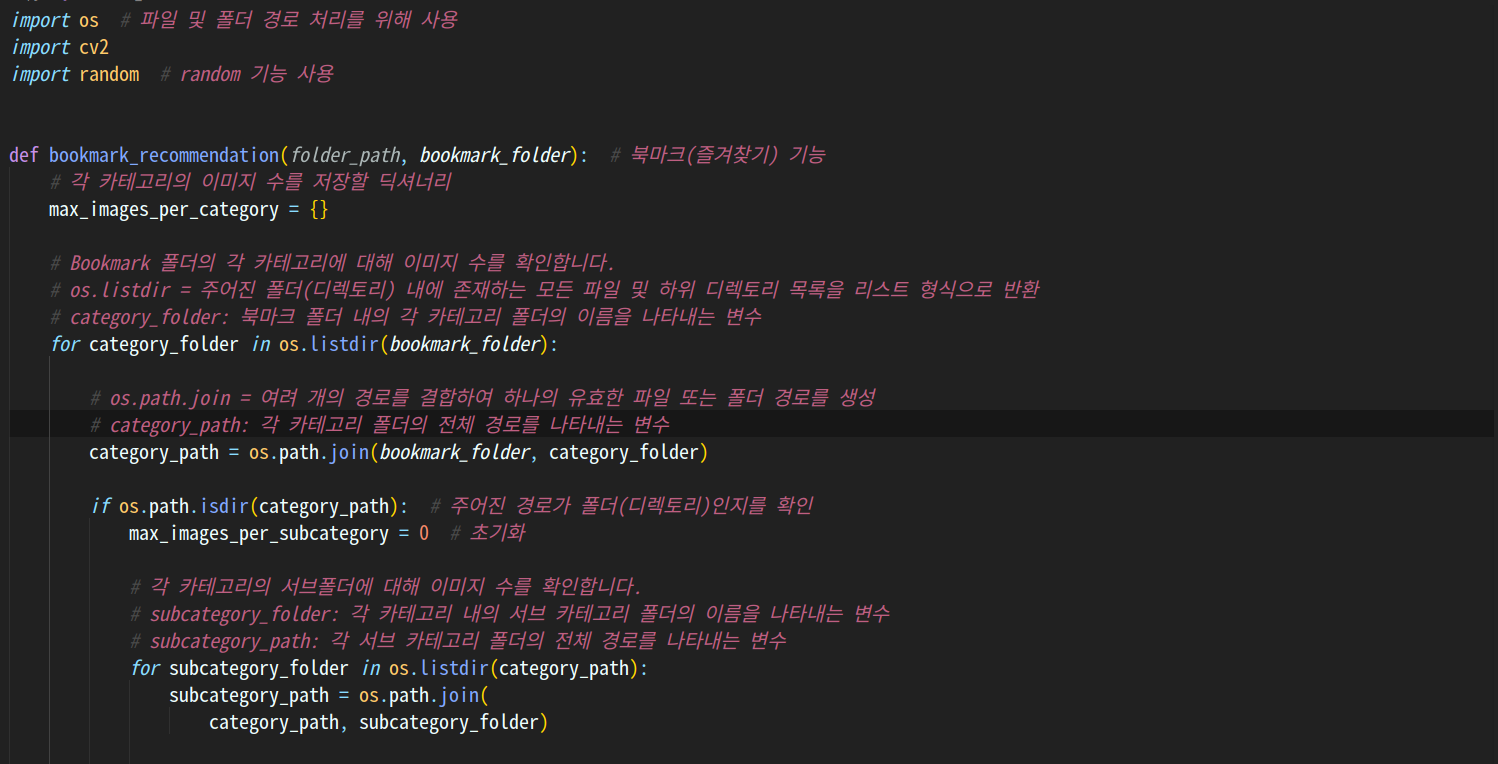 import os  # 파일 및 폴더 경로 처리를 위해 사용
import cv2
import random  # random 기능 사용
def bookmark_recommendation(folder_path, bookmark_folder):  # 북마크(즐겨찾기) 기능
    # 각 카테고리의 이미지 수를 저장할 딕셔너리
    max_images_per_category = {}
    # Bookmark 폴더의 각 카테고리에 대해 이미지 수를 확인합니다.
    # os.listdir = 주어진 폴더(디렉토리) 내에 존재하는 모든 파일 및 하위 디렉토리 목록을 리스트 형식으로 반환
    # category_folder: 북마크 폴더 내의 각 카테고리 폴더의 이름을 나타내는 변수
    for category_folder in os.listdir(bookmark_folder):
        # os.path.join = 여려 개의 경로를 결합하여 하나의 유효한 파일 또는 폴더 경로를 생성
        # category_path: 각 카테고리 폴더의 전체 경로를 나타내는 변수
        category_path = os.path.join(bookmark_folder, category_folder)
        if os.path.isdir(category_path):  # 주어진 경로가 폴더(디렉토리)인지를 확인
            max_images_per_subcategory = 0  # 초기화
            # 각 카테고리의 서브폴더에 대해 이미지 수를 확인합니다.
            # subcategory_folder: 각 카테고리 내의 서브 카테고리 폴더의 이름을 나타내는 변수
            # subcategory_path: 각 서브 카테고리 폴더의 전체 경로를 나타내는 변수
            for subcategory_folder in os.listdir(category_path):
                subcategory_path = os.path.join(
                    category_path, subcategory_folder)